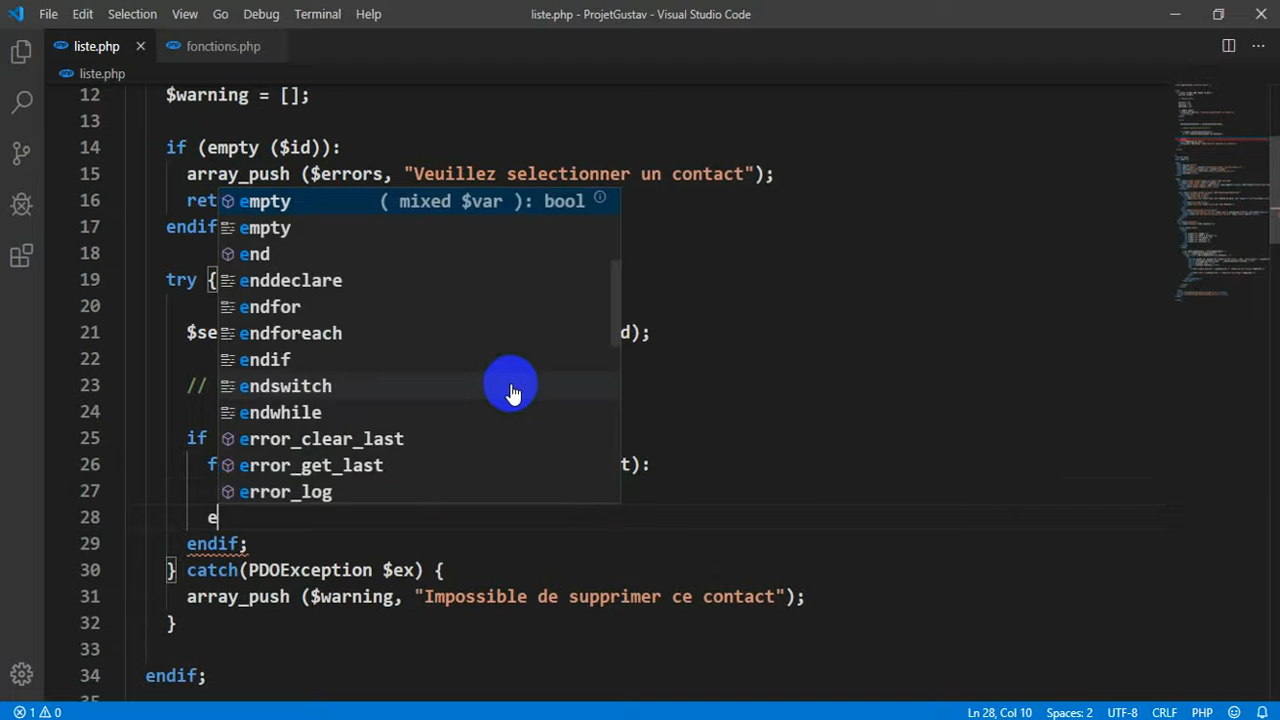 File Edit Selection View Go Debug Terminal Help
liste.php - ProjetGustav - Visual Studio Code
liste.php
fonctions.php
liste.php
12 $warning = [];
13
14 if (empty ($id)):
15 array_push ($errors, "Veuillez selectionner un contact");
16 ret
17 endif
18
19 try {
20
21 $se d);
22
23 //
24
25 if
26 f t):
27
28 e
29 endif;
30 } catch(PDOException $ex) {
31 array_push ($warning, "Impossible de supprimer ce contact");
32 }
33
34 endif;
35
empty ( mixed $var ): bool
empty
end
enddeclare
endfor
endforeach
endif
endswitch
endwhile
error_clear_last
error_get_last
error_log
1 0
Ln 28, Col 10 Spaces: 2 UTF-8 CRLF PHP